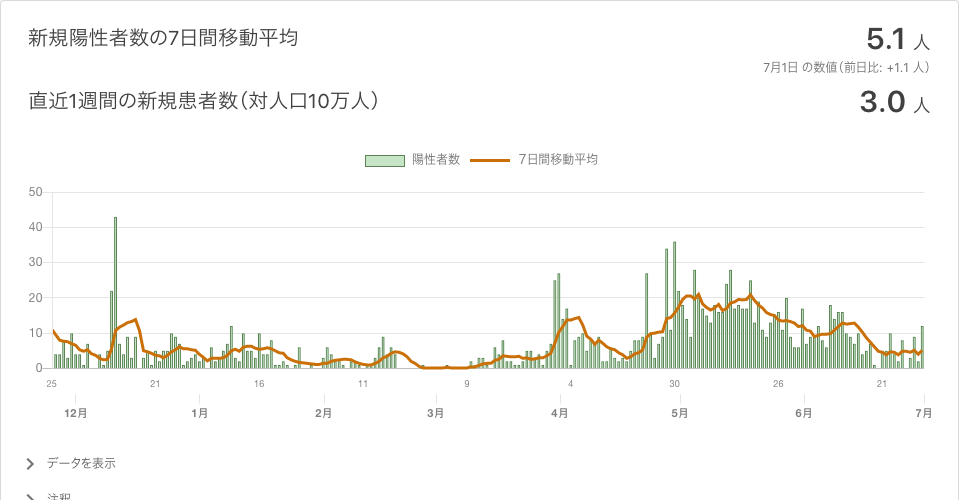 新規陽性者数の7日間移動平均
5.1 人
7月1日 の数値（前日比: +1.1 人）
直近1週間の新規患者数（対人口10万人）
3.0 人
陽性者数 7日間移動平均
50
40
30
20
10
0
25 21 16 11 9 4 30 26 21
12月 1月 2月 3月 4月 5月 6月 7月
データを表示
注釈